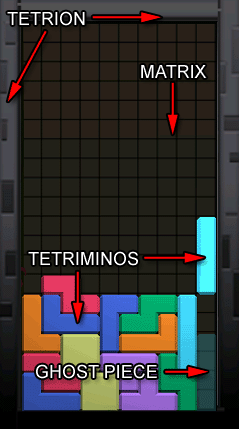 TETRION
MATRIX
TETRIMINOS
GHOST PIECE